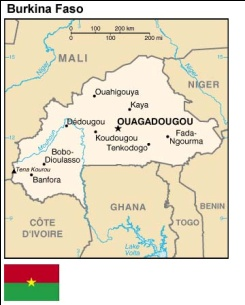 Burkina Faso
0 100 200 km
0 100 200 mi
MALI
Niger
NIGER
Ouahigouya
Kaya
OUAGADOUGOU
Dédougou
Koudougou
Fada-
Ngourma
Tenkodogo
Bobo-
Dioulasso
Tena Kourou
Banfora
CÔTE
D'IVOIRE
GHANA
TOGO
BENIN
Lake
Volta